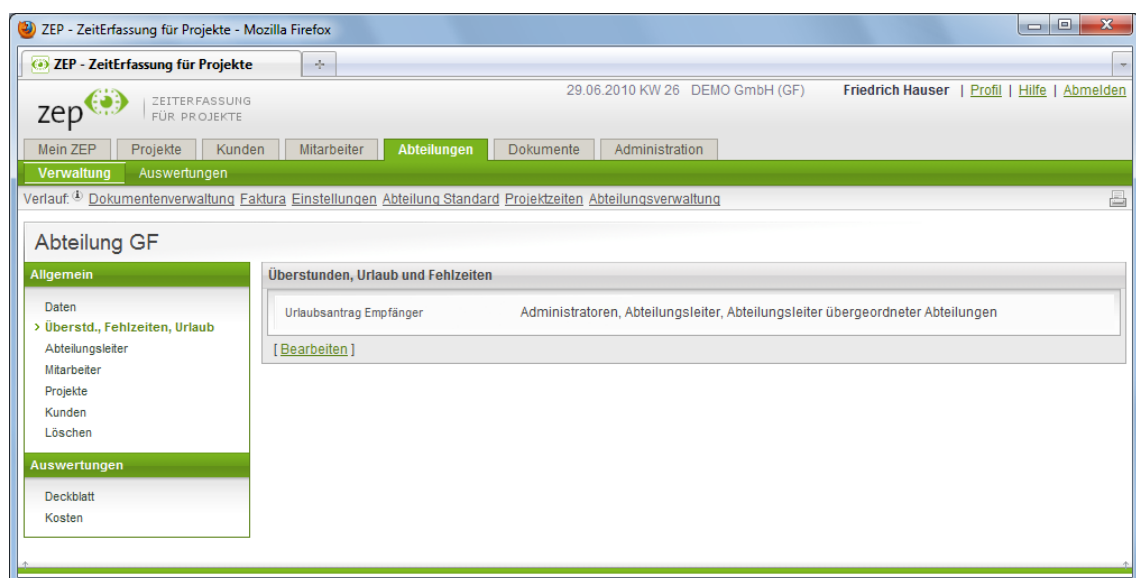 ZEP - ZeitErfassung für Projekte - Mozilla Firefox
ZEP - ZeitErfassung für Projekte
29.06.2010 KW 26 DEMO GmbH (GF) Friedrich Hauser | Profil | Hilfe | Abmelden
zep ZEITERFASSUNG
FÜR PROJEKTE
Mein ZEP Projekte Kunden Mitarbeiter Abteilungen Dokumente Administration
Verwaltung Auswertungen
Verlauf: Dokumentenverwaltung Faktura Einstellungen Abteilung Standard Projektzeiten Abteilungsverwaltung
Abteilung GF
Allgemein
Daten
> Überstd., Fehlzeiten, Urlaub
Abteilungsleiter
Mitarbeiter
Projekte
Kunden
Löschen
Auswertungen
Deckblatt
Kosten
Überstunden, Urlaub und Fehlzeiten
Urlaubsantrag Empfänger Administratoren, Abteilungsleiter, Abteilungsleiter übergeordneter Abteilungen
[ Bearbeiten ]